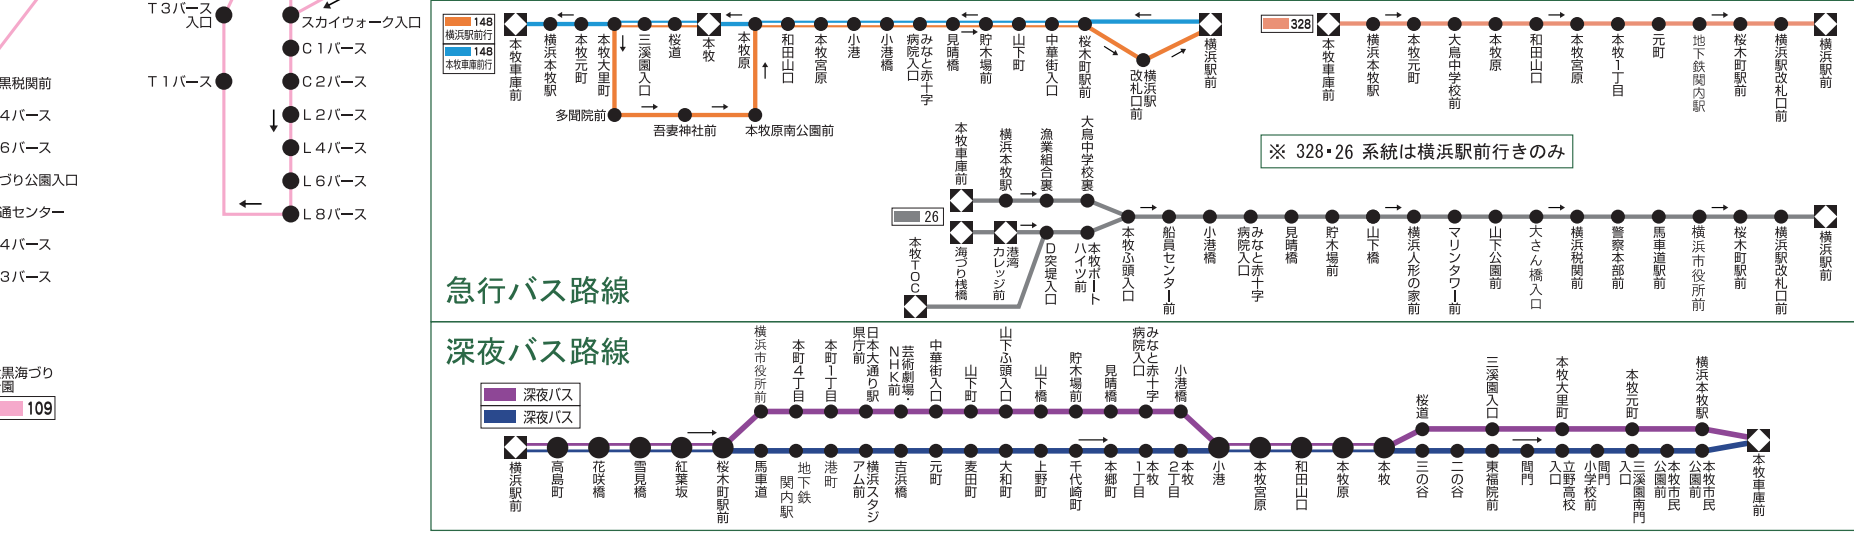 T3バース
入口
T1バース
スカイウォーク入口
C1バース
C2バース
L2バース
L4バース
L6バース
L8バース
黒税関前
4バース
6バース
づり公園入口
通センター
4バース
3バース
黒海づり
園
109
148
横浜駅前行
148
本牧車庫前行
本牧車庫前
横浜本牧駅
本牧元町
本牧大里町
三溪園入口
桜道
本牧
本牧原
和田山口
本牧宮原
小港
小港橋
みなと赤十字
病院入口
見晴橋
貯木場前
山下町
中華街入口
桜木町駅前
横浜駅
改札口前
横浜駅前
多聞院前
吾妻神社前
本牧原南公園前
328
本牧車庫前
横浜本牧駅
本牧元町
大鳥中学校前
本牧原
和田山口
本牧宮原
本牧1丁目
元町
地下鉄関内駅
桜木町駅前
横浜駅改札口前
横浜駅前
※ 328・26 系統は横浜駅前行きのみ
26
本牧車庫前
横浜本牧駅
漁業組合裏
大鳥中学校裏
本牧TOC
海づり桟橋
港湾
カレッジ前
D突堤入口
本牧ポート
ハイツ前
本牧ふ頭入口
船員センター前
小港橋
みなと赤十字
病院入口
見晴橋
貯木場前
山下橋
横浜人形の家前
マリンタワー前
山下公園前
大さん橋入口
横浜税関前
警察本部前
馬車道駅前
横浜市役所前
桜木町駅前
横浜駅改札口前
横浜駅前
急行バス路線
深夜バス路線
深夜バス
深夜バス
横浜駅前
高島町
花咲橋
雪見橋
紅葉坂
桜木町駅前
横浜市役所前
本町4丁目
本町1丁目
日本大通り駅
県庁前
芸術劇場・
NHK前
中華街入口
山下町
山下ふ頭入口
山下橋
貯木場前
見晴橋
みなと赤十字
病院入口
小港橋
馬車道
地下鉄
関内駅
港町
横浜スタジ
アム前
吉浜橋
元町
麦田町
大和町
上野町
千代崎町
本郷町
本牧
1丁目
本牧
2丁目
小港
本牧宮原
和田山口
本牧原
本牧
桜道
三溪園入口
本牧大里町
本牧元町
横浜本牧駅
三の谷
二の谷
東福院前
間門
立野高校
入口
間門
小学校前
三溪園南門
入口
本牧市民
公園前
本牧市民
公園前
本牧車庫前